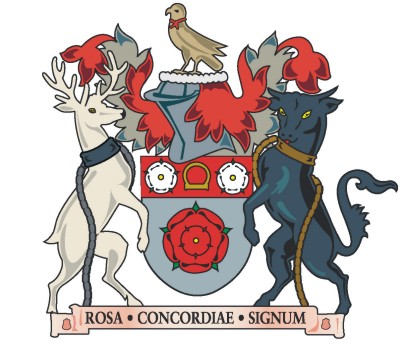 ROSA • CONCORDIAE • SIGNUM